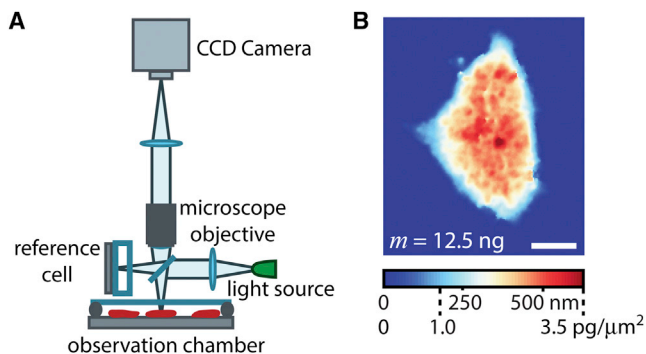 A
CCD Camera
microscope
objective
reference
cell
light source
observation chamber
B
m = 12.5 ng
0 250 500 nm
0 1.0 3.5 pg/μm²